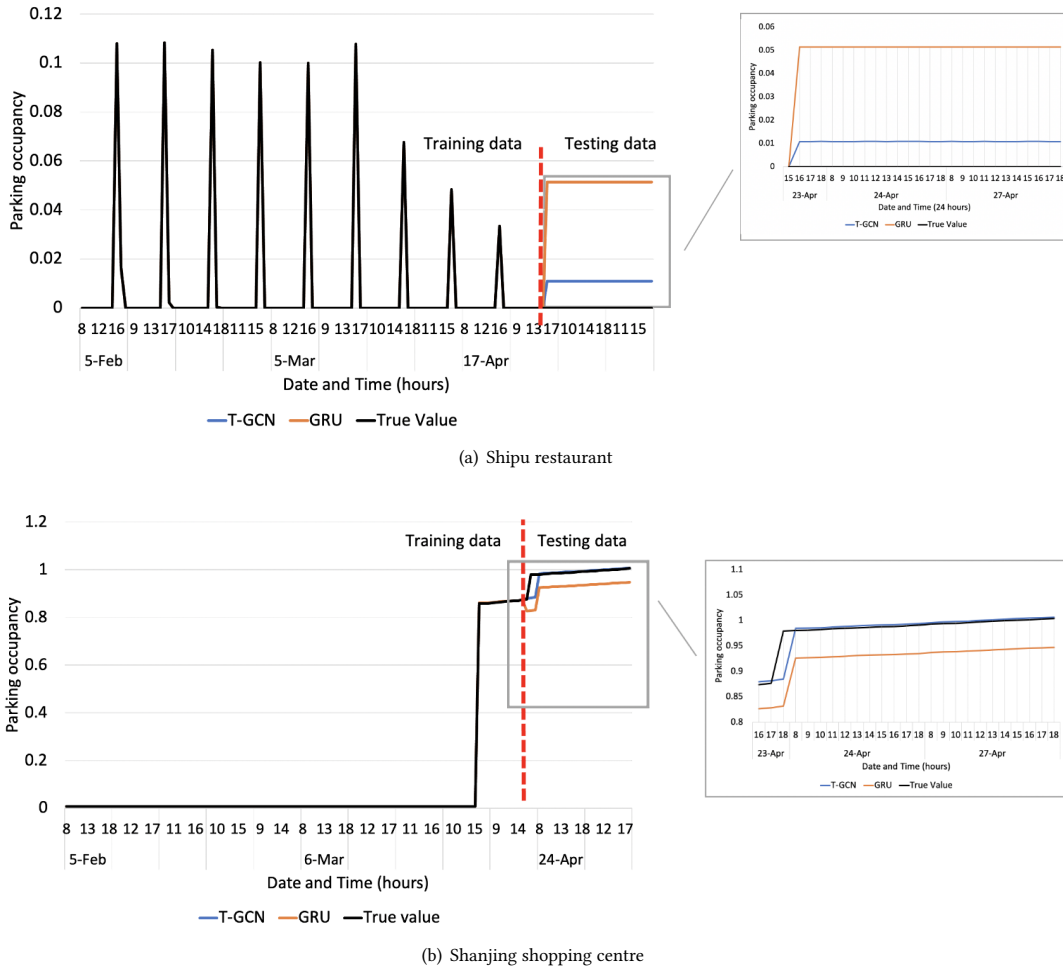 0.12
0.1
0.08
0.06
0.04
0.02
0
Parking occupancy
Training data
Testing data
8 12 16 9 13 17 10 14 18 11 15 8 12 16 9 13 17 10 14 18 11 15 8 12 16 9 13 17 10 14 18 11 15
5-Feb 5-Mar 17-Apr
Date and Time (hours)
T-GCN GRU True Value
0.06
0.05
0.04
0.03
0.02
0.01
0
Parking occupancy
15 16 17 18 8 9 10 11 12 13 14 15 16 17 18 8 9 10 11 12 13 14 15 16 17 18
23-Apr 24-Apr 27-Apr
Date and Time (24 hours)
T-GCN GRU True Value
(a) Shipu restaurant
1.2
1
0.8
0.6
0.4
0.2
0
Parking occupancy
Training data
Testing data
8 13 18 12 17 11 16 10 15 9 14 8 13 18 12 17 11 16 10 15 9 14 8 13 18 12 17
5-Feb 6-Mar 24-Apr
Date and Time (hours)
T-GCN GRU True value
1.1
1.05
1
0.95
0.9
0.85
0.8
Parking occupancy
16 17 18 8 9 10 11 12 13 14 15 16 17 18 8 9 10 11 12 13 14 15 16 17 18
23-Apr 24-Apr 27-Apr
Date and Time (hours)
T-GCN GRU True Value
(b) Shanjing shopping centre